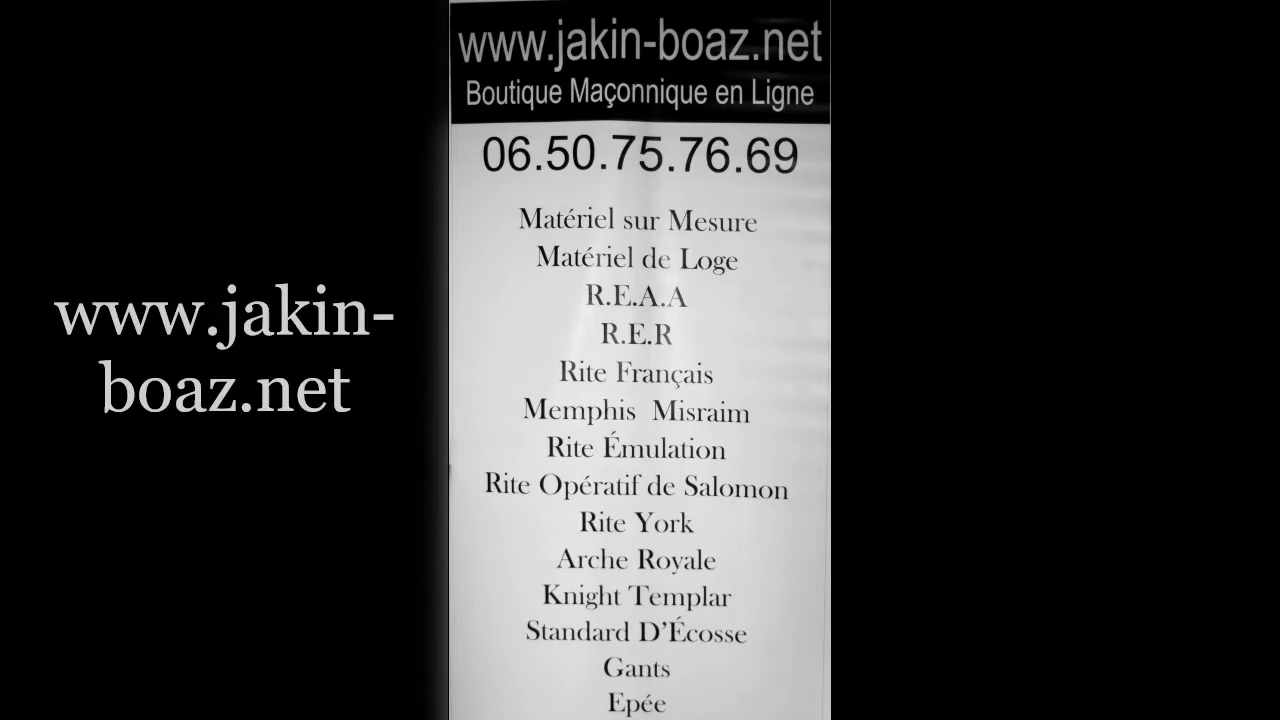 www.jakin-
boaz.net
www.jakin-boaz.net
Boutique Maçonnique en Ligne
06.50.75.76.69
Matériel sur Mesure
Matériel de Loge
R.E.A.A
R.E.R
Rite Français
Memphis Misraim
Rite Émulation
Rite Opératif de Salomon
Rite York
Arche Royale
Knight Templar
Standard D'Écosse
Gants
Epée